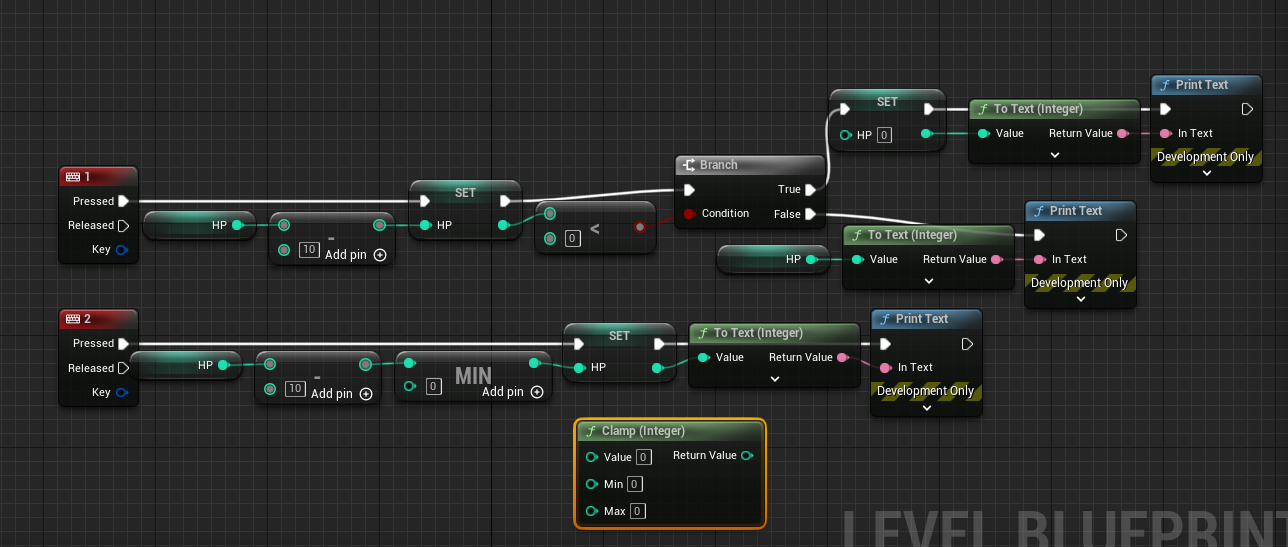 Print Text
In Text
Development Only
SET
HP 0
To Text (Integer)
Value Return Value
Branch
True
Condition False
1
Pressed
Released
Key
HP
-
10 Add pin
SET
HP
0 <
Print Text
In Text
Development Only
To Text (Integer)
Value Return Value
HP
2
Pressed
Released
Key
HP
-
10 Add pin
MIN
0 Add pin
SET
HP
To Text (Integer)
Value Return Value
Print Text
In Text
Development Only
Clamp (Integer)
Value 0 Return Value
Min 0
Max 0
LEVEL BLUEPRINT